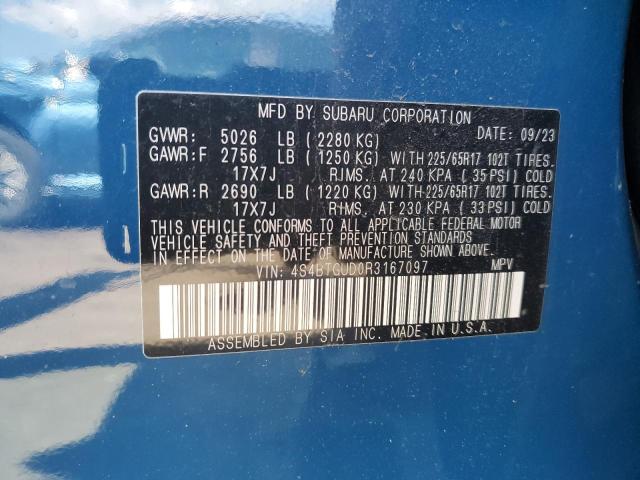 MFD BY SUBARU CORPORATION
GVWR: 5026 LB ( 2280 KG) DATE: 09/23
GAWR:F 2756 LB ( 1250 KG) WITH 225/65R17 102T TIRES.
17X7J RIMS. AT 240 KPA ( 35 PSI) COLD
GAWR:R 2690 LB ( 1220 KG) WITH 225/65R17 102T TIRES.
17X7J RIMS. AT 230 KPA ( 33 PSI) COLD
THIS VEHICLE CONFORMS TO ALL APPLICABLE FEDERAL MOTOR
VEHICLE SAFETY AND THEFT PREVENTION STANDARDS IN
EFFECT ON THE DATE OF MANUFACTURE SHOWN ABOVE.
VIN: 4S4BTGUD0R3167097 MPV
ASSEMBLED BY SIA INC. MADE IN U.S.A.